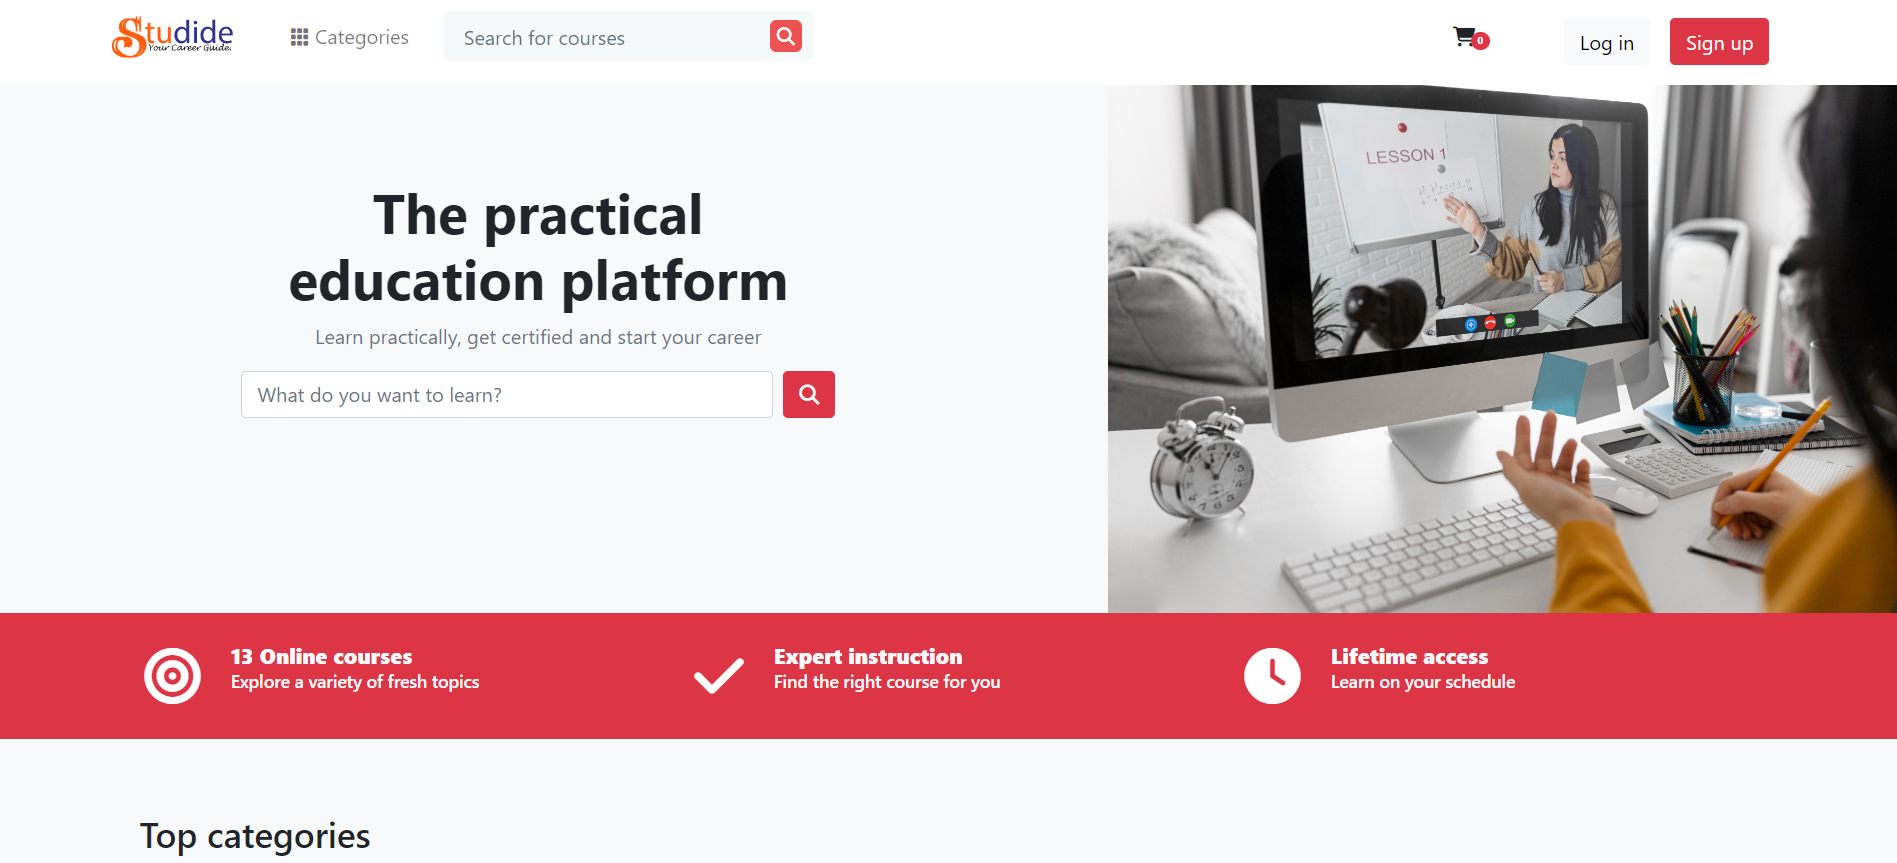 Studide
Your Career Guide.
Categories
Search for courses
0
Log in
Sign up
The practical
education platform
Learn practically, get certified and start your career
What do you want to learn?
LESSON 1
13 Online courses
Explore a variety of fresh topics
Expert instruction
Find the right course for you
Lifetime access
Learn on your schedule
Top categories